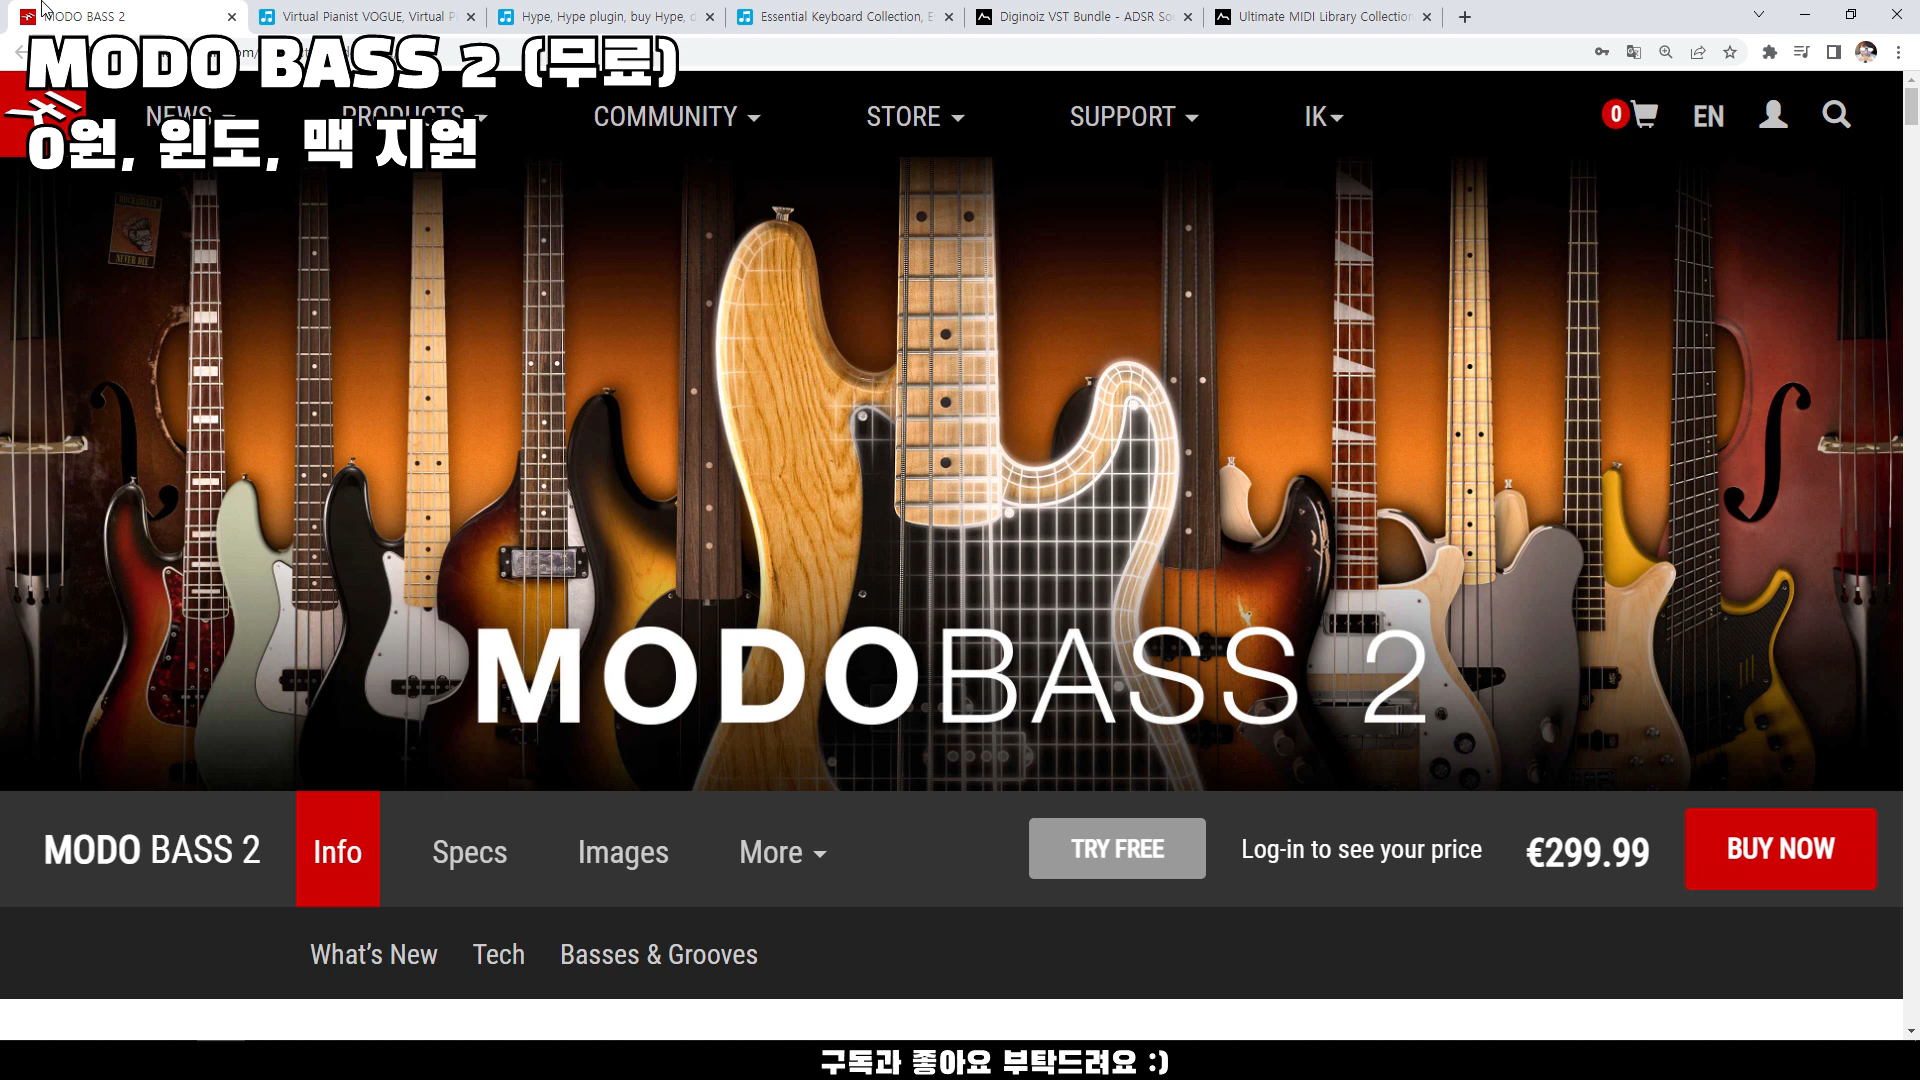 MODO BASS 2
Virtual Pianist VOGUE, Virtual P
Hype, Hype plugin, buy Hype, d
Essential Keyboard Collection, E
Diginoiz VST Bundle - ADSR So
Ultimate MIDI Library Collection
MODO BASS 2 (무료)
0원, 윈도, 맥 지원
NEWS
PRODUCTS
COMMUNITY
STORE
SUPPORT
IK
0
EN
ROCKABILLY
NEVER DIE
MODOBASS 2
MODO BASS 2
Info
Specs
Images
More
TRY FREE
Log-in to see your price
€299.99
BUY NOW
What's New
Tech
Basses & Grooves
구독과 좋아요 부탁드려요 :)